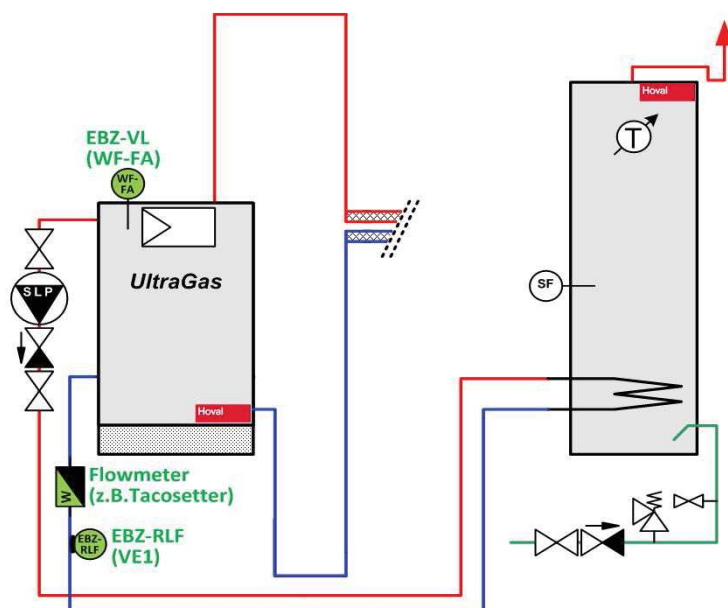 EBZ-VL
(WF-FA)
WF-
FA
SLP
UltraGas
Hoval
Flowmeter
(z.B.Tacosetter)
W
EBZ-
RLF
EBZ-RLF
(VE1)
Hoval
T
SF